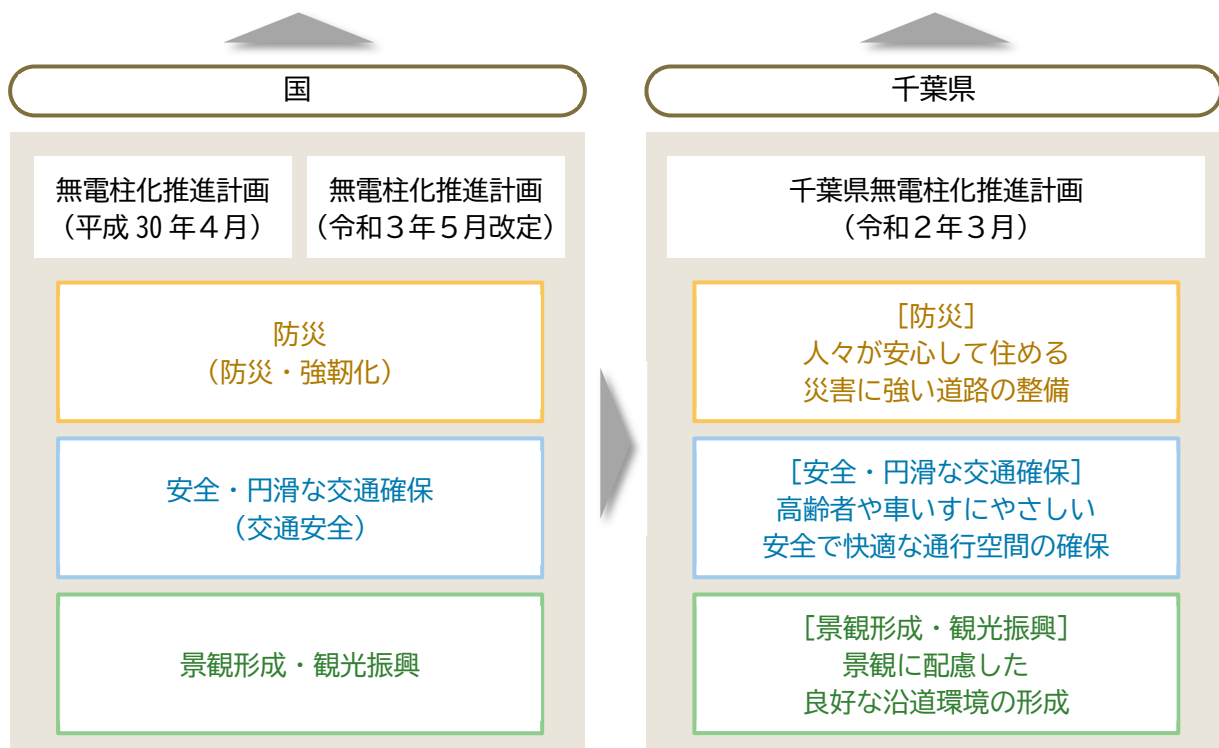 国
無電柱化推進計画
（平成 30 年４月）
無電柱化推進計画
（令和３年５月改定）
防災
（防災・強靭化）
安全・円滑な交通確保
（交通安全）
景観形成・観光振興
千葉県
千葉県無電柱化推進計画
（令和２年３月）
［防災］
人々が安心して住める
災害に強い道路の整備
［安全・円滑な交通確保］
高齢者や車いすにやさしい
安全で快適な通行空間の確保
［景観形成・観光振興］
景観に配慮した
良好な沿道環境の形成